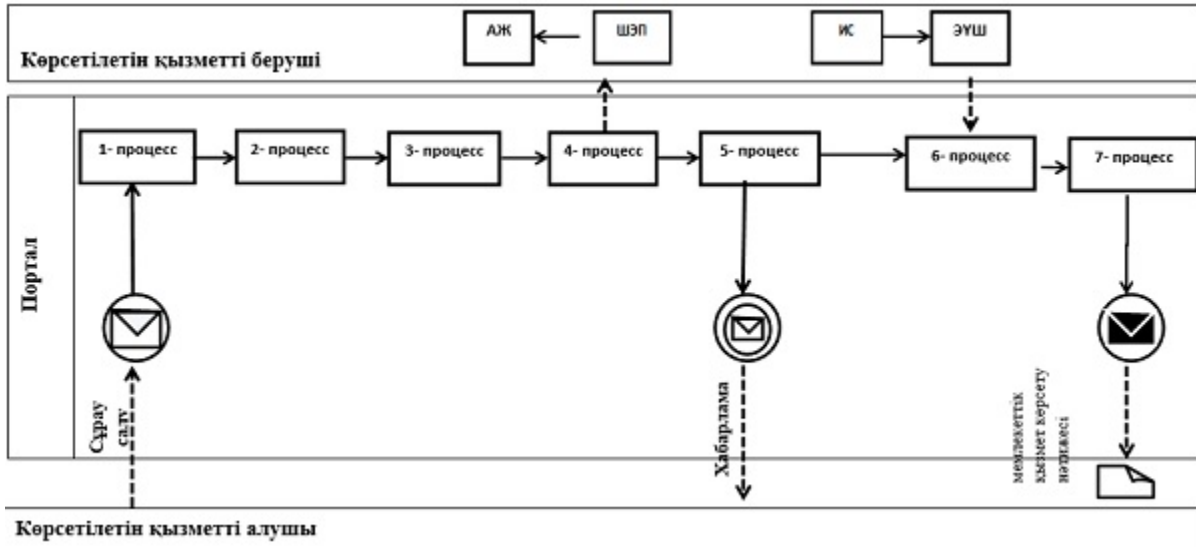 АЖ
ШЭП
ИС
ЭҮШ
Көрсетілетін қызметті беруші
1- процесс
2- процесс
3- процесс
4- процесс
5- процесс
6- процесс
7- процесс
Портал
Сұрау
салу
Хабарлама
мемлекеттік
қызмет көрсету
нәтижесі
Көрсетілетін қызметті алушы